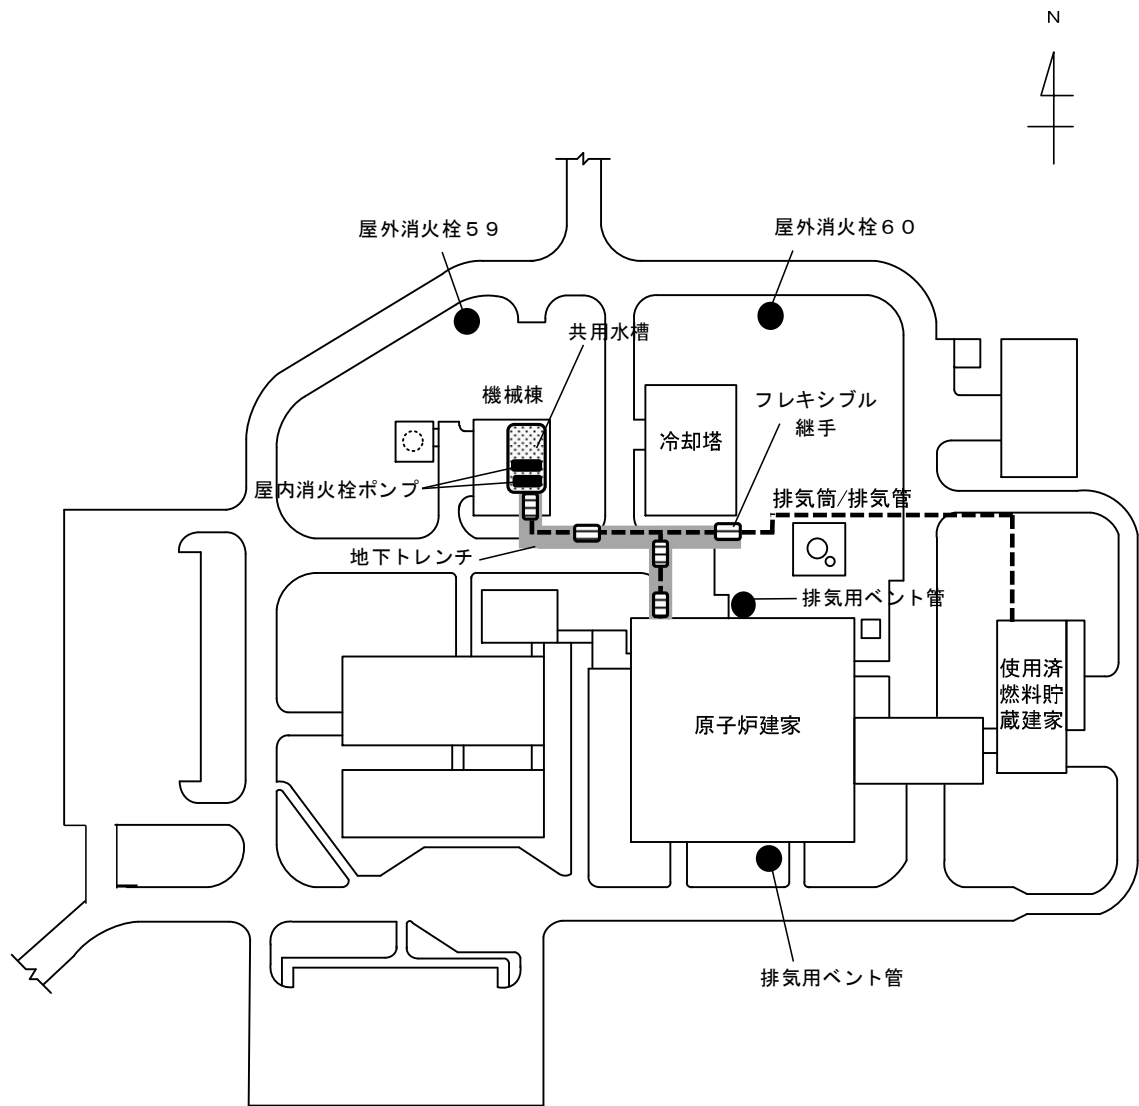 N
屋外消火栓59
屋外消火栓60
共用水槽
機械棟
フレキシブル
継手
冷却塔
屋内消火栓ポンプ
排気筒/排気管
地下トレンチ
排気用ベント管
使用済
燃料貯
蔵建家
原子炉建家
排気用ベント管